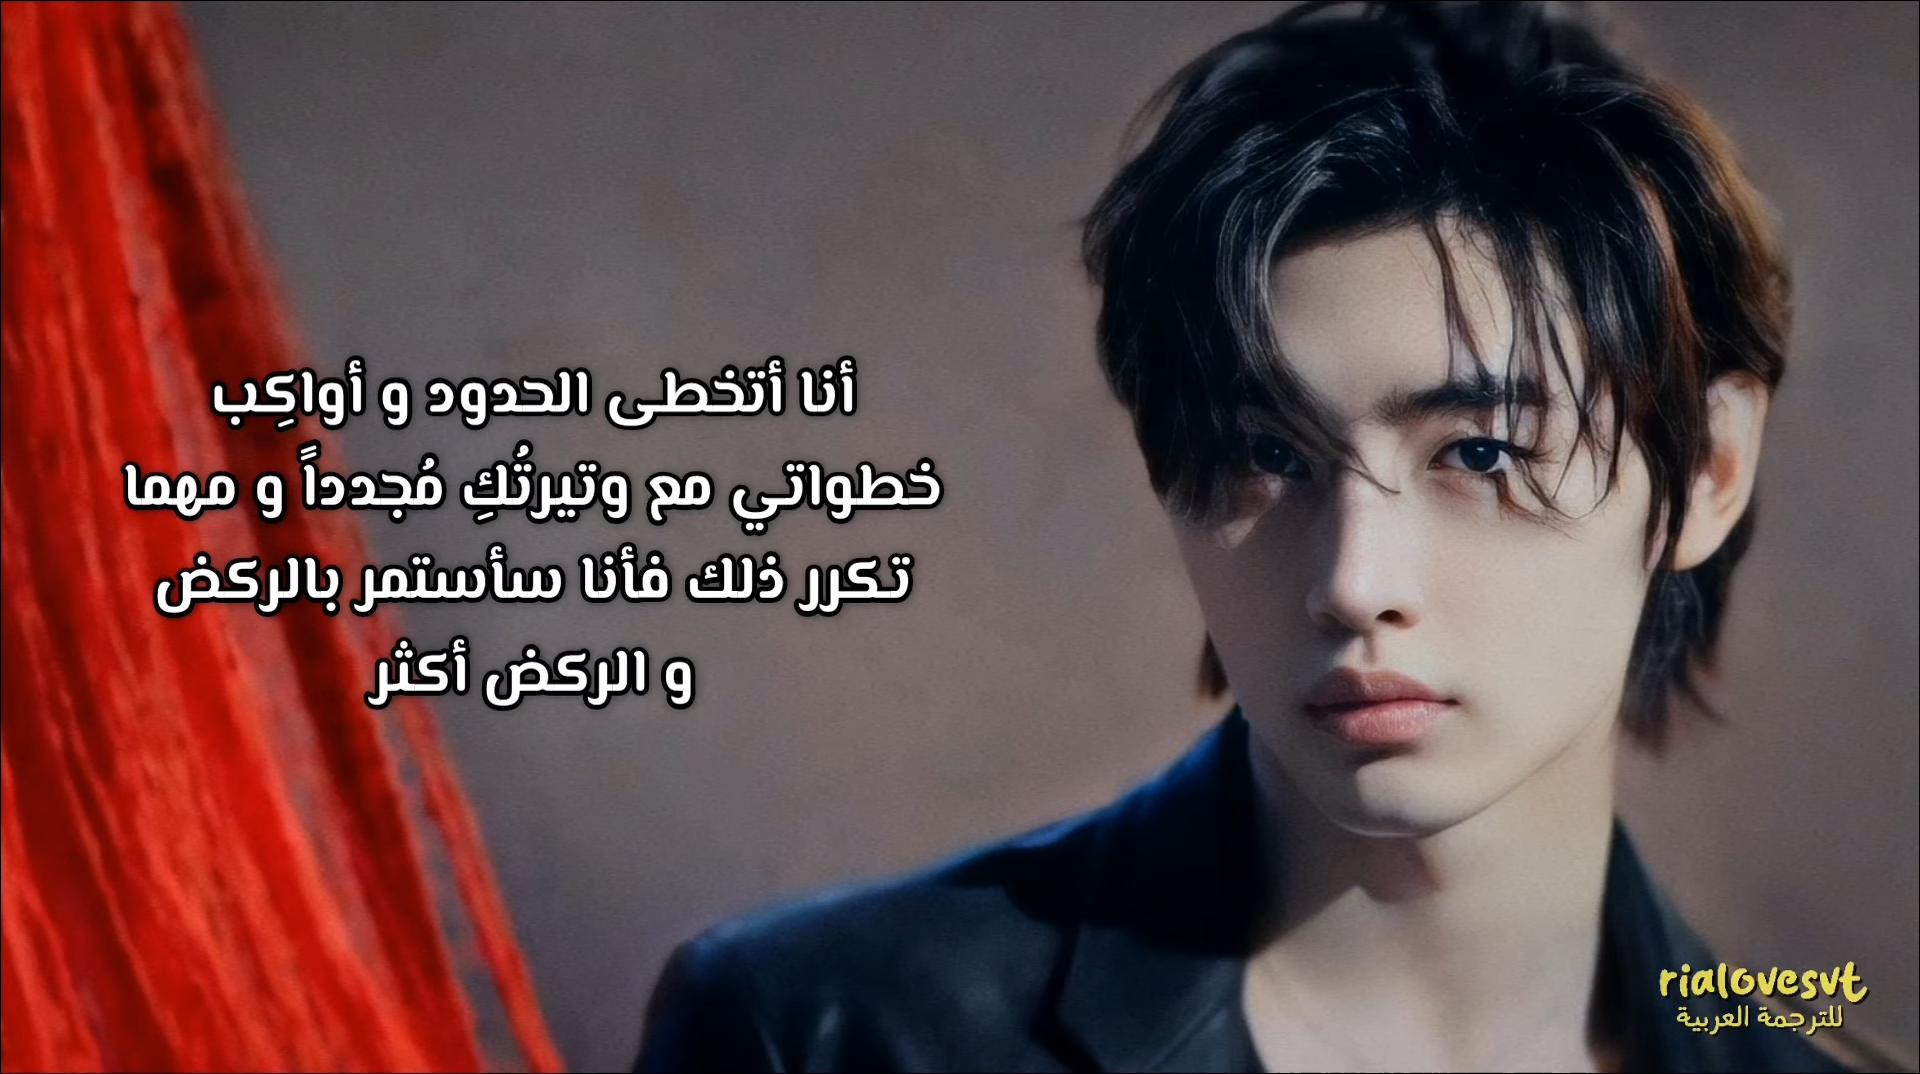 أنا أتخطى الحدود و أواكِب
خطواتي مع وتيرتُكِ مُجدداً و مهما
تكرر ذلك فأنا سأستمر بالركض
و الركض أكثر
rialovesvt
للترجمة العربية